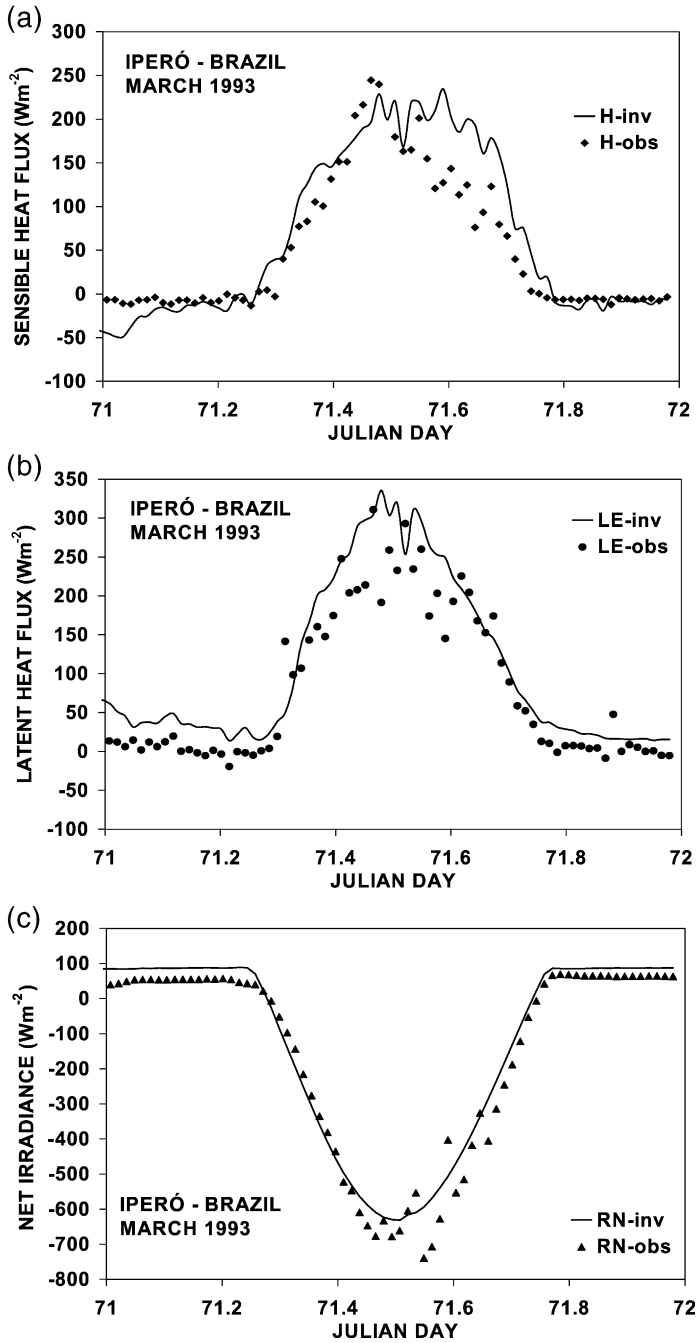 (a)
300
250
200
150
100
50
0
-50
-100
SENSIBLE HEAT FLUX (Wm-2)
IPERÓ - BRAZIL
MARCH 1993
H-inv
H-obs
71
71.2
71.4
71.6
71.8
72
JULIAN DAY
(b)
350
300
250
200
150
100
50
0
-50
-100
LATENT HEAT FLUX (Wm-2)
IPERÓ - BRAZIL
MARCH 1993
LE-inv
LE-obs
71
71.2
71.4
71.6
71.8
72
JULIAN DAY
(c)
200
100
0
-100
-200
-300
-400
-500
-600
-700
-800
NET IRRADIANCE (Wm-2)
IPERÓ - BRAZIL
MARCH 1993
RN-inv
RN-obs
71
71.2
71.4
71.6
71.8
72
JULIAN DAY